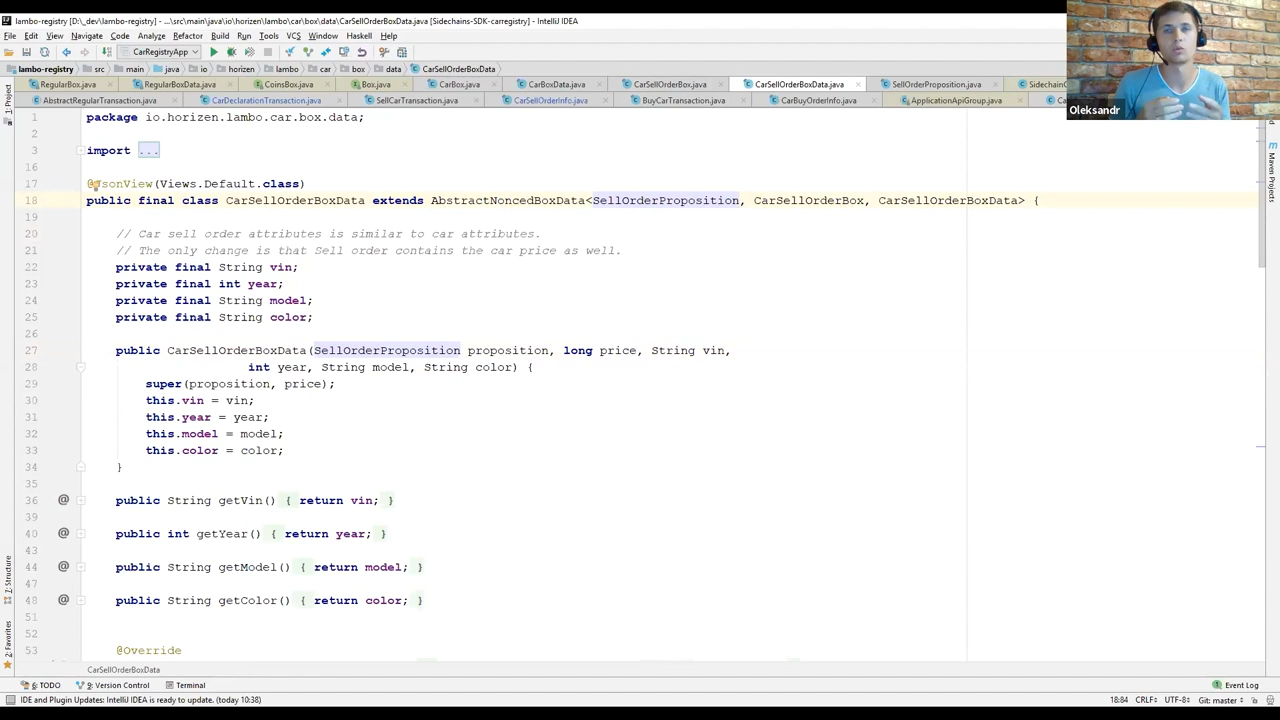 lambo-registry [D:\_dev\lambo-registry] - ...\src\main\java\io\horizen\lambo\car\box\data\CarSellOrderBoxData.java [Sidechains-SDK-carregistry] - IntelliJ IDEA
File Edit View Navigate Code Analyze Refactor Build Run Tools VCS Window Haskell Help
CarRegistryApp
lambo-registry src main java io horizen lambo car box data CarSellOrderBoxData
RegularBox.java RegularBoxData.java CoinsBox.java Box.java CarBox.java CarBoxData.java CarSellOrderBox.java CarSellOrderBoxData.java SellOrderProposition.java Sidechain
AbstractRegularTransaction.java CarDeclarationTransaction.java SellCarTransaction.java CarSellOrderInfo.java BuyCarTransaction.java CarBuyOrderInfo.java ApplicationApiGroup.java
Oleksandr
1: Project
Maven Projects
7: Structure
2: Favorites
1 package io.horizen.lambo.car.box.data;
2
3 import ...
16
17 @JsonView(Views.Default.class)
18 public final class CarSellOrderBoxData extends AbstractNoncedBoxData<SellOrderProposition, CarSellOrderBox, CarSellOrderBoxData> {
19
20 // Car sell order attributes is similar to car attributes.
21 // The only change is that Sell order contains the car price as well.
22 private final String vin;
23 private final int year;
24 private final String model;
25 private final String color;
26
27 public CarSellOrderBoxData(SellOrderProposition proposition, long price, String vin,
28 int year, String model, String color) {
29 super(proposition, price);
30 this.vin = vin;
31 this.year = year;
32 this.model = model;
33 this.color = color;
34 }
35
36 @ public String getVin() { return vin; }
39
40 @ public int getYear() { return year; }
43
44 @ public String getModel() { return model; }
47
48 @ public String getColor() { return color; }
51
52
53 @Override
CarSellOrderBoxData
6: TODO 9: Version Control Terminal Event Log
IDE and Plugin Updates: IntelliJ IDEA is ready to update. (today 10:38) 18:84 CRLF UTF-8 Git: master